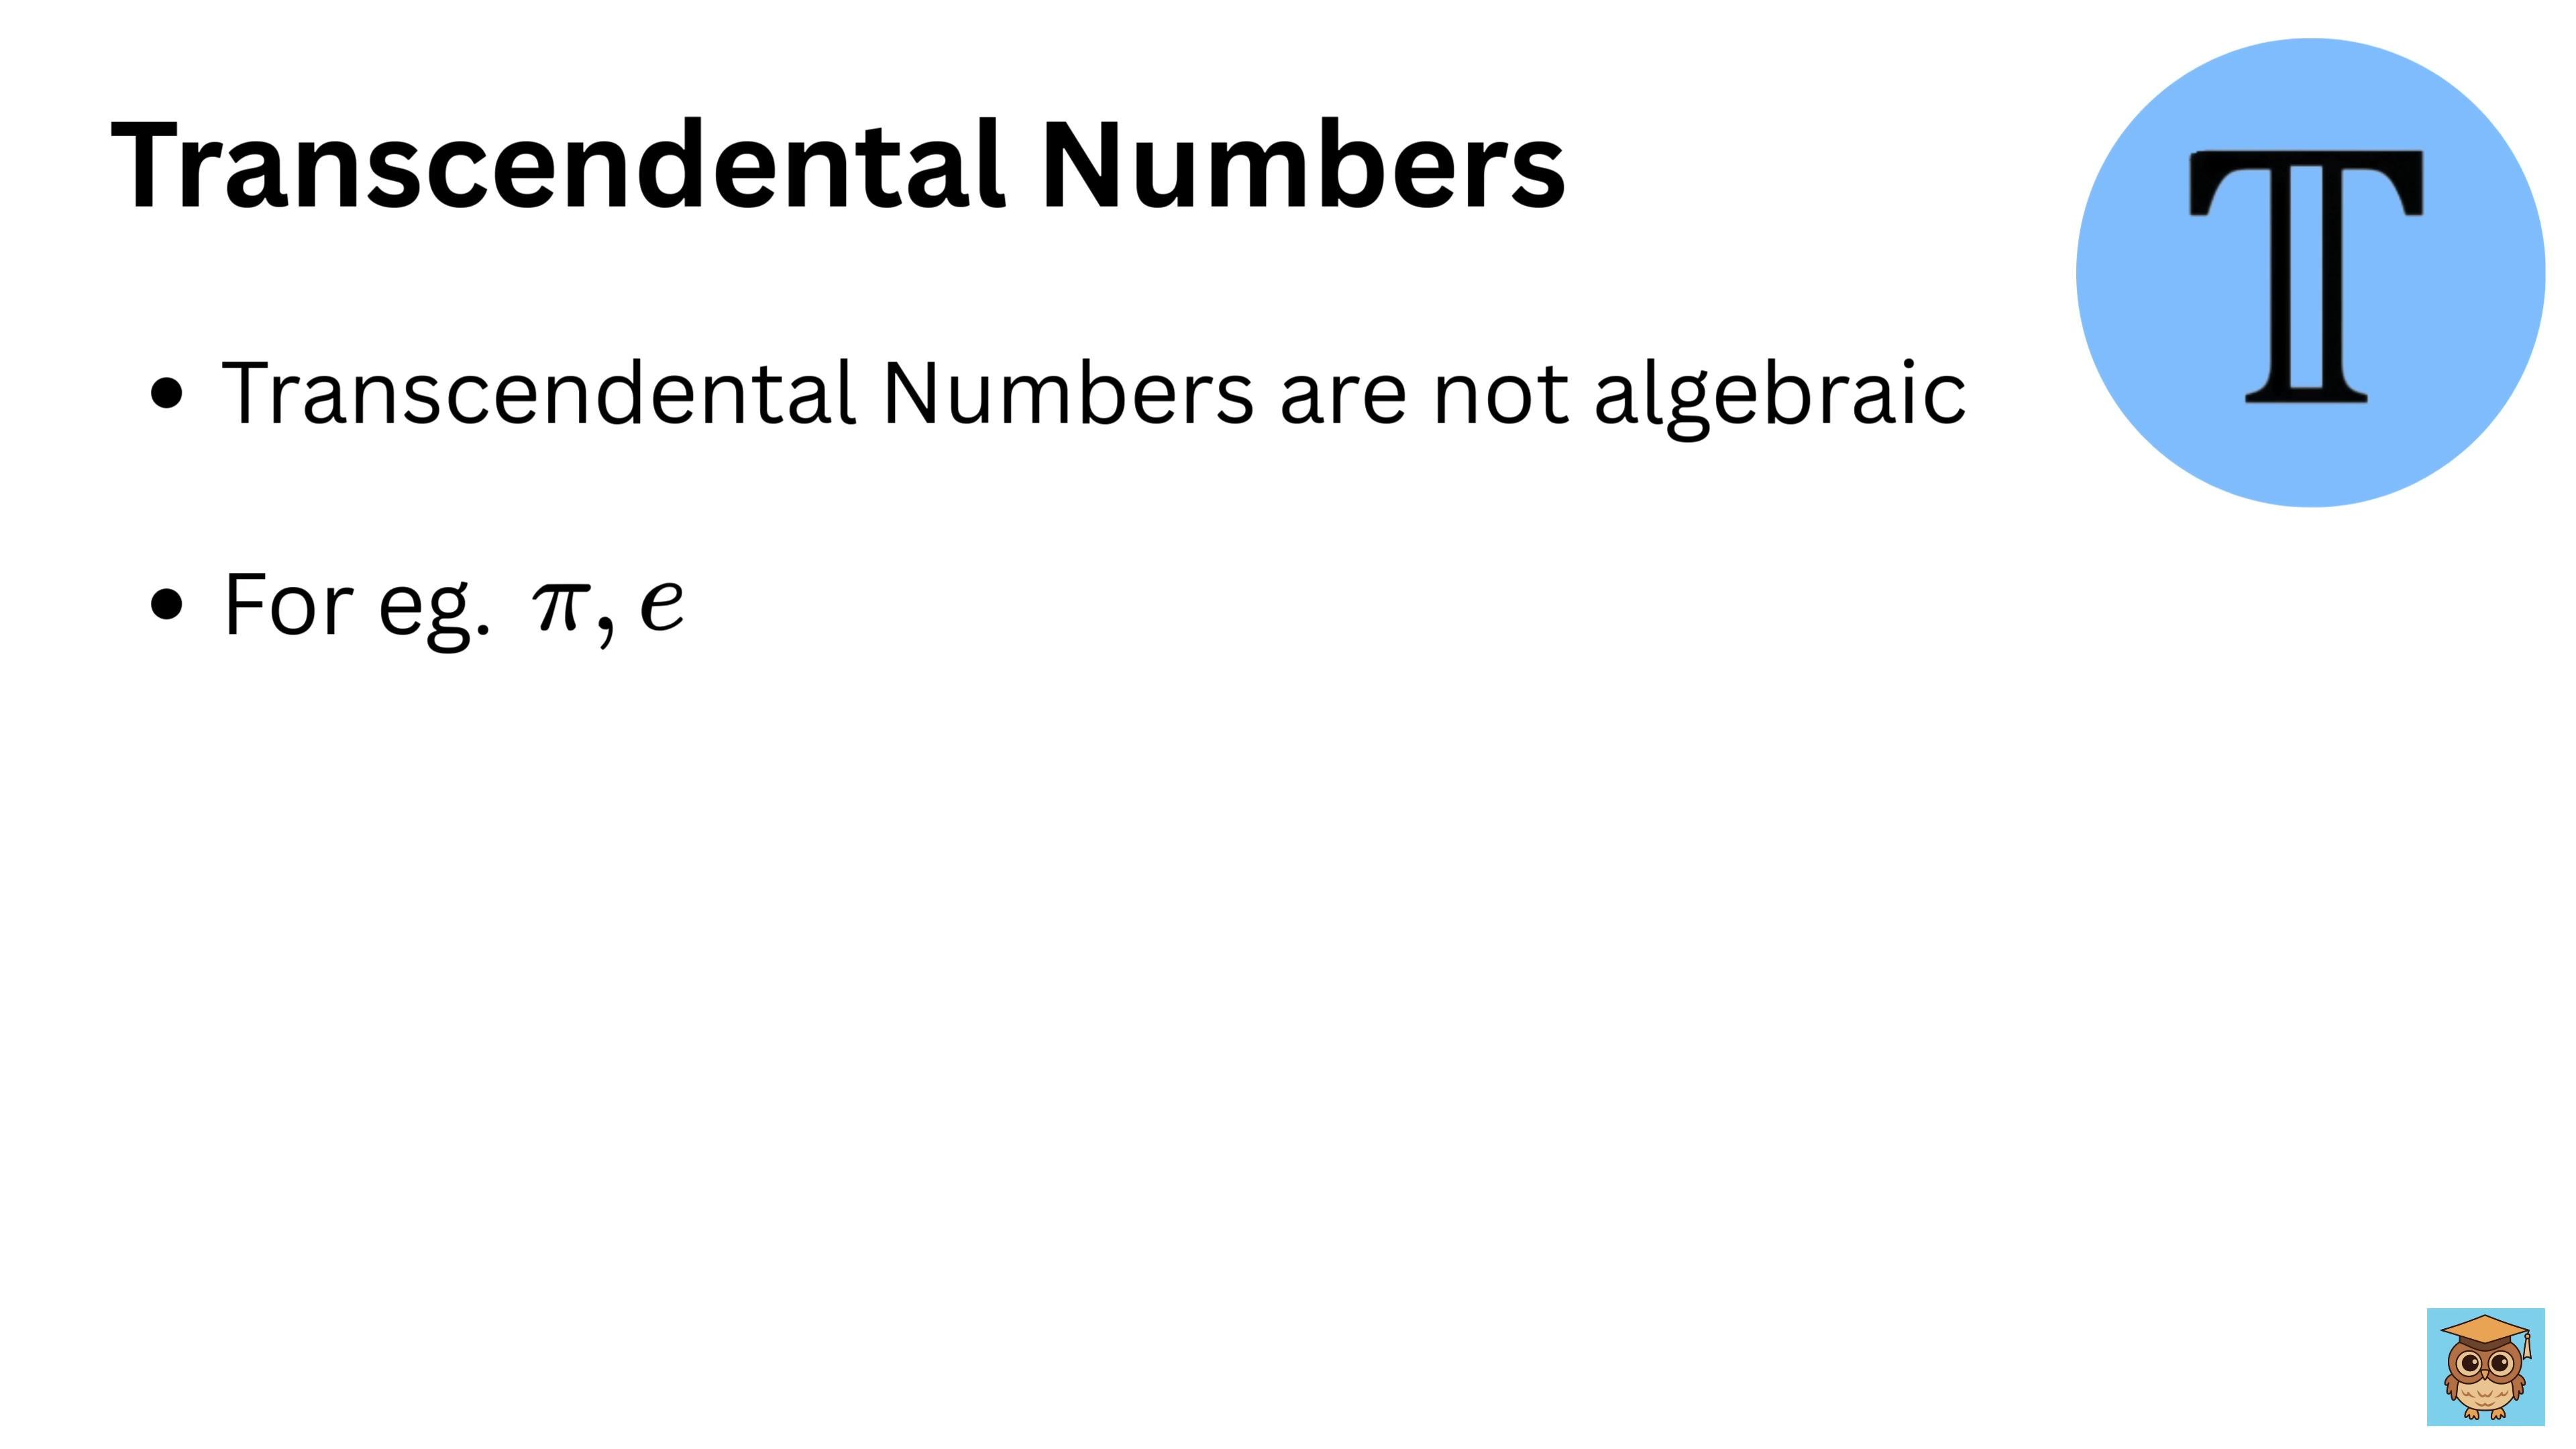 Transcendental Numbers
𝕋
• Transcendental Numbers are not algebraic
• For eg. π, e